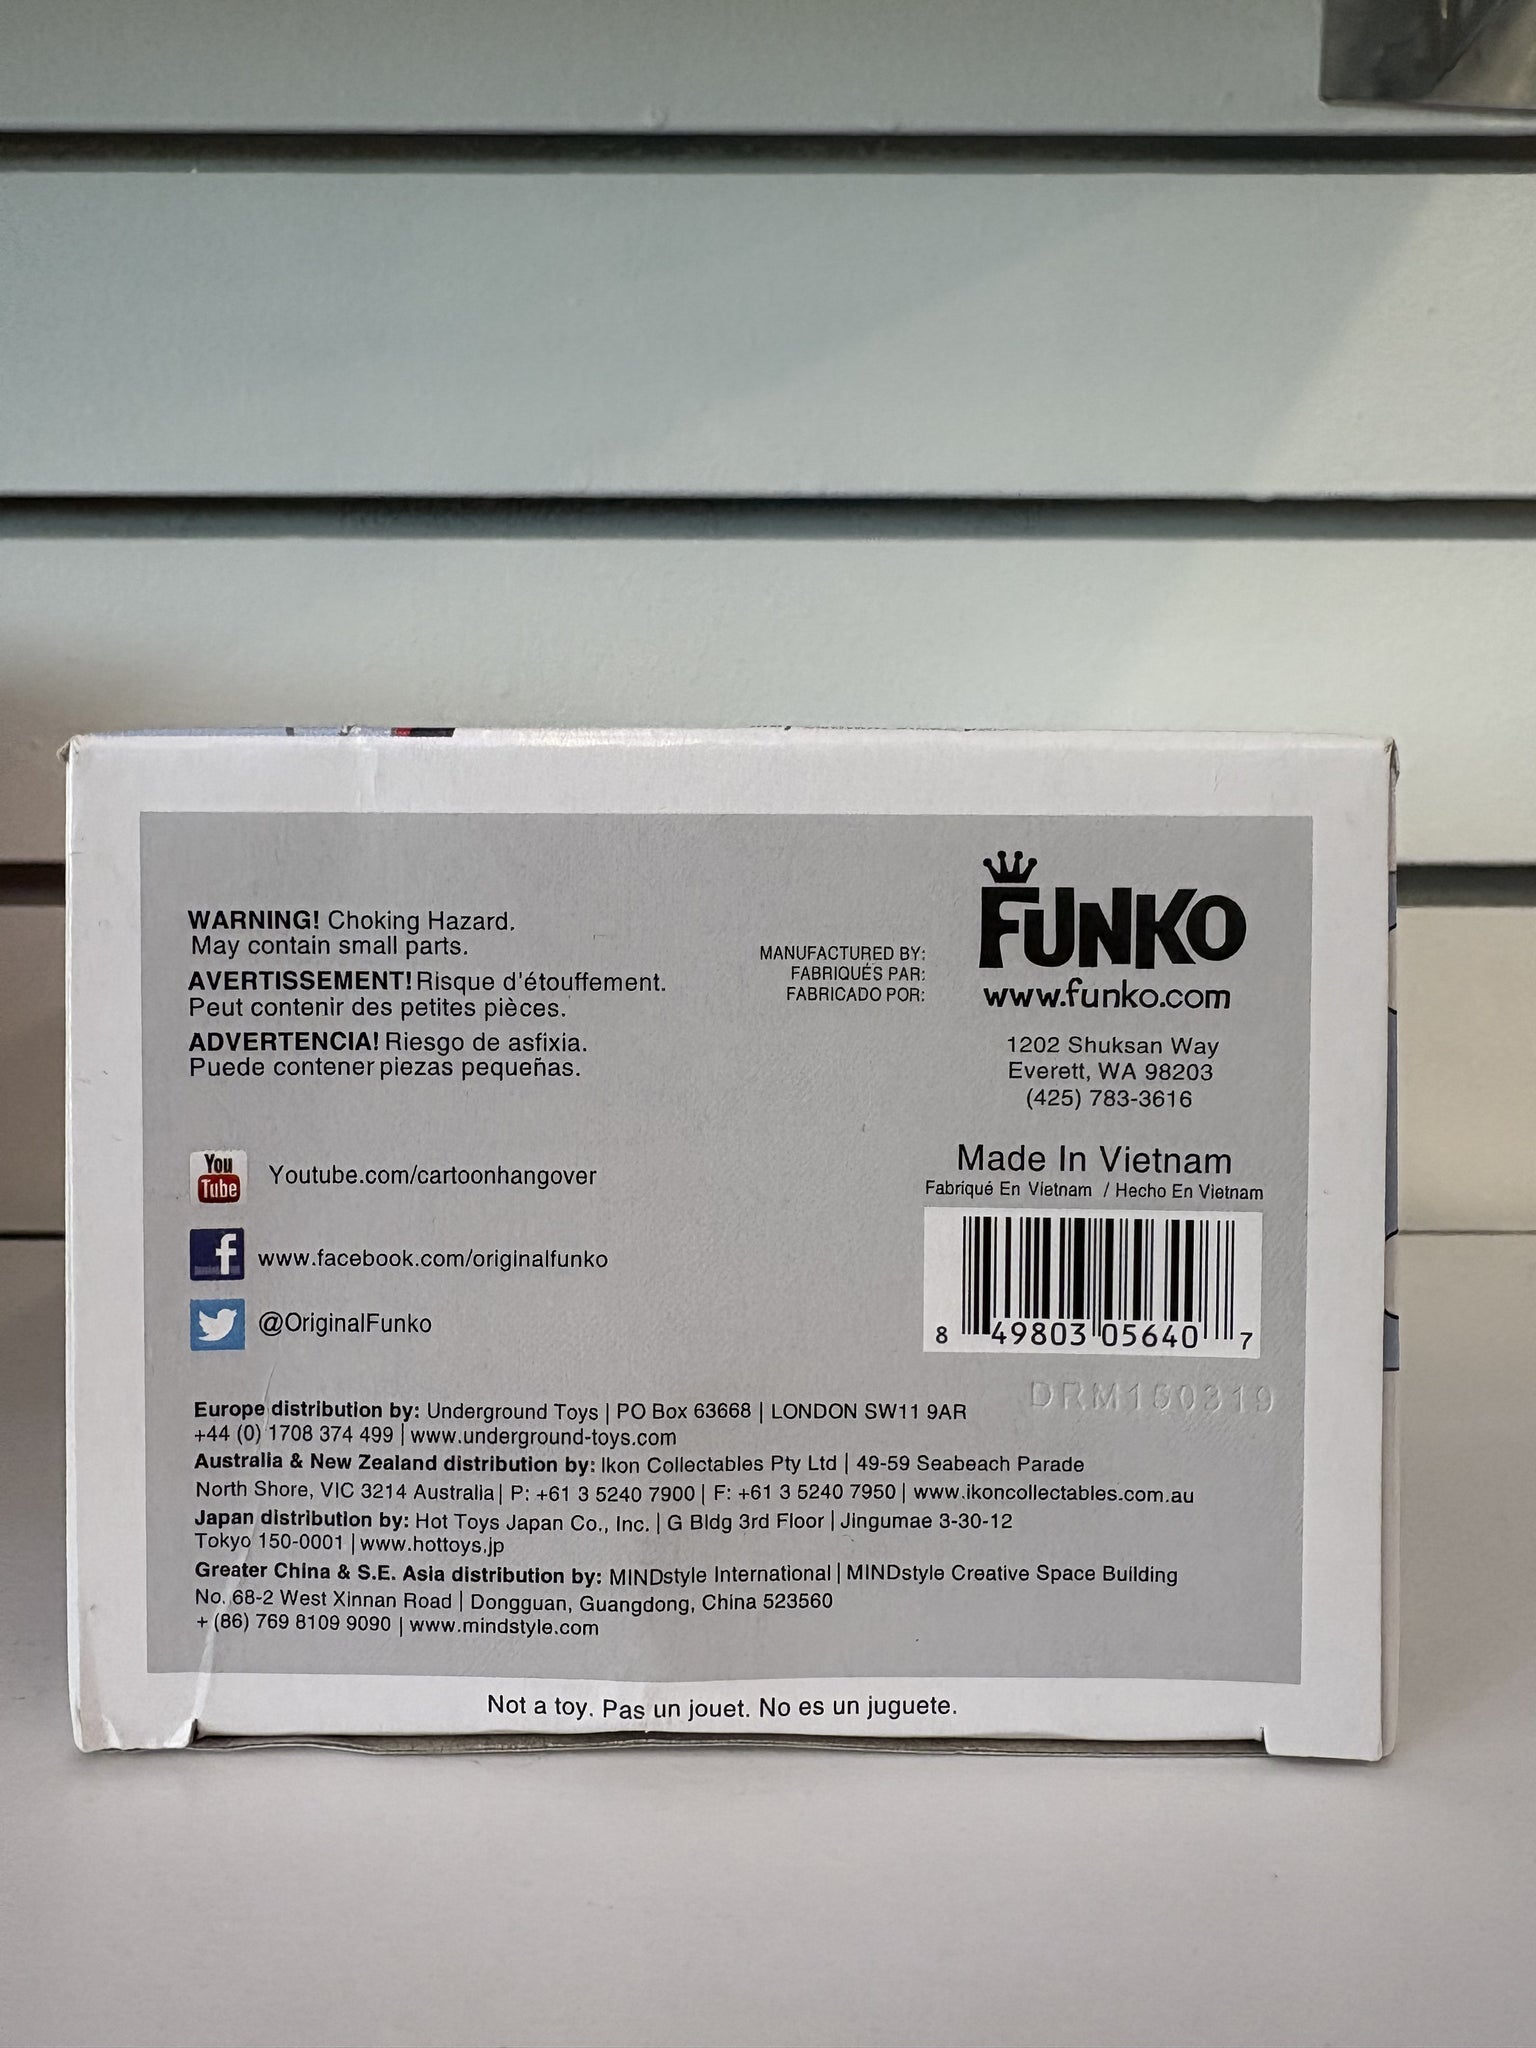 WARNING! Choking Hazard.
May contain small parts.
AVERTISSEMENT! Risque d'étouffement.
Peut contenir des petites pièces.
ADVERTENCIA! Riesgo de asfixia.
Puede contener piezas pequeñas.
MANUFACTURED BY:
FABRIQUÉS PAR:
FABRICADO POR:
FUNKO
www.funko.com
1202 Shuksan Way
Everett, WA 98203
(425) 783-3616
Made In Vietnam
Fabriqué En Vietnam / Hecho En Vietnam
8 49803 05640 7
DRM150319
You
Tube
Youtube.com/cartoonhangover
f
www.facebook.com/originalfunko
@OriginalFunko
Europe distribution by: Underground Toys | PO Box 63668 | LONDON SW11 9AR
+44 (0) 1708 374 499 | www.underground-toys.com
Australia & New Zealand distribution by: Ikon Collectables Pty Ltd | 49-59 Seabeach Parade
North Shore, VIC 3214 Australia | P: +61 3 5240 7900 | F: +61 3 5240 7950 | www.ikoncollectables.com.au
Japan distribution by: Hot Toys Japan Co., Inc. | G Bldg 3rd Floor | Jingumae 3-30-12
Tokyo 150-0001 | www.hottoys.jp
Greater China & S.E. Asia distribution by: MINDstyle International | MINDstyle Creative Space Building
No. 68-2 West Xinnan Road | Dongguan, Guangdong, China 523560
+ (86) 769 8109 9090 | www.mindstyle.com
Not a toy. Pas un jouet. No es un juguete.